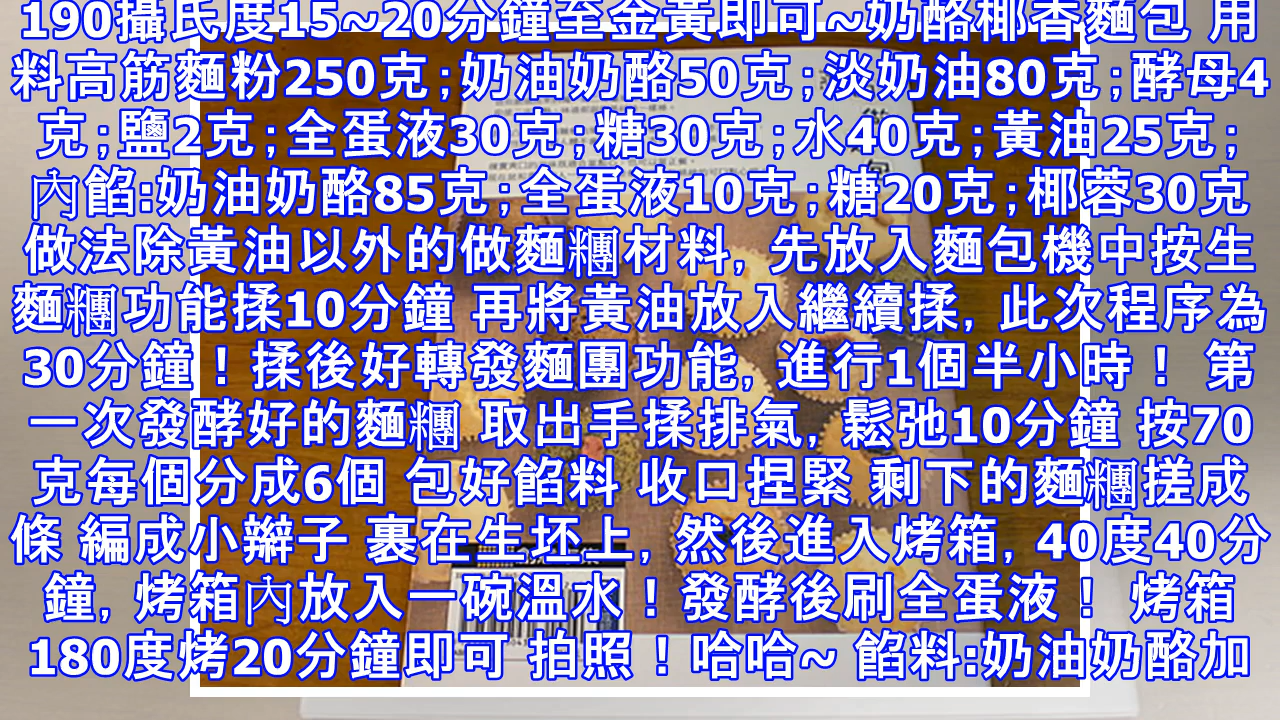 190攝氏度15~20分鐘至金黃即可~奶酪椰香麵包 用
料高筋麵粉250克;奶油奶酪50克;淡奶油80克;酵母4
克;鹽2克;全蛋液30克;糖30克;水40克;黃油25克;
內餡:奶油奶酪85克;全蛋液10克;糖20克;椰蓉30克
做法除黃油以外的做麵糰材料, 先放入麵包機中按生
麵糰功能揉10分鐘 再將黃油放入繼續揉, 此次程序為
30分鐘！揉後好轉發麵團功能, 進行1個半小時！ 第
一次發酵好的麵糰 取出手揉排氣, 鬆弛10分鐘 按70
克每個分成6個 包好餡料 收口捏緊 剩下的麵糰搓成
條 編成小辮子 裹在生坯上, 然後進入烤箱, 40度40分
鐘, 烤箱內放入一碗溫水！發酵後刷全蛋液！ 烤箱
180度烤20分鐘即可 拍照！哈哈~ 餡料:奶油奶酪加